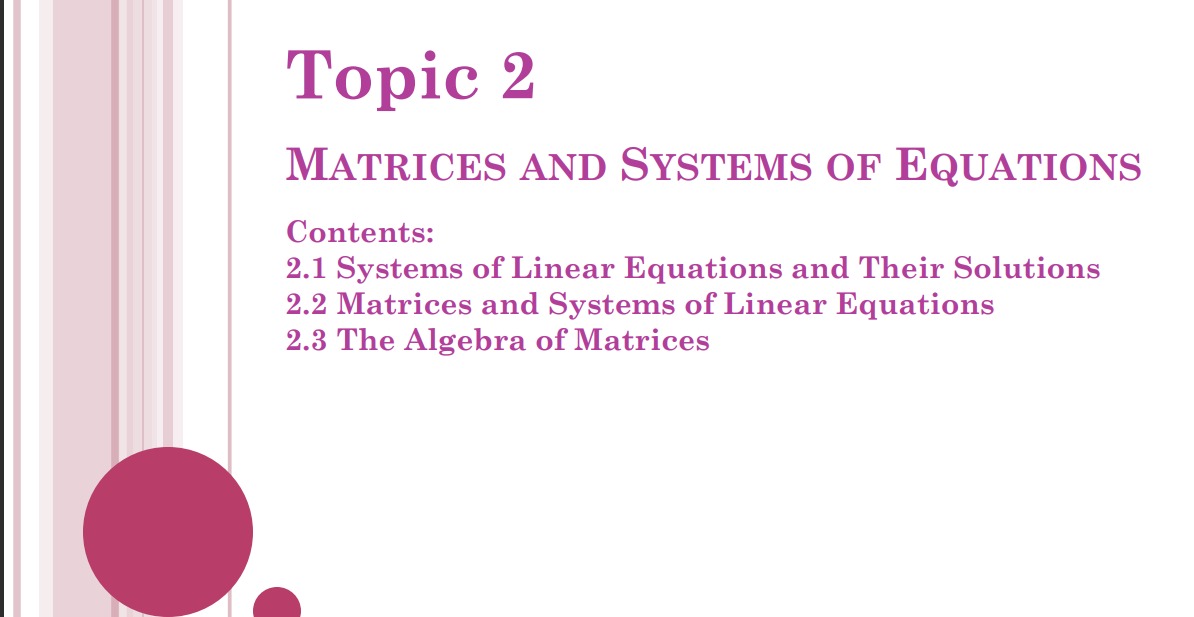 Topic 2
MATRICES AND SYSTEMS OF EQUATIONS
Contents:
2.1 Systems of Linear Equations and Their Solutions
2.2 Matrices and Systems of Linear Equations
2.3 The Algebra of Matrices